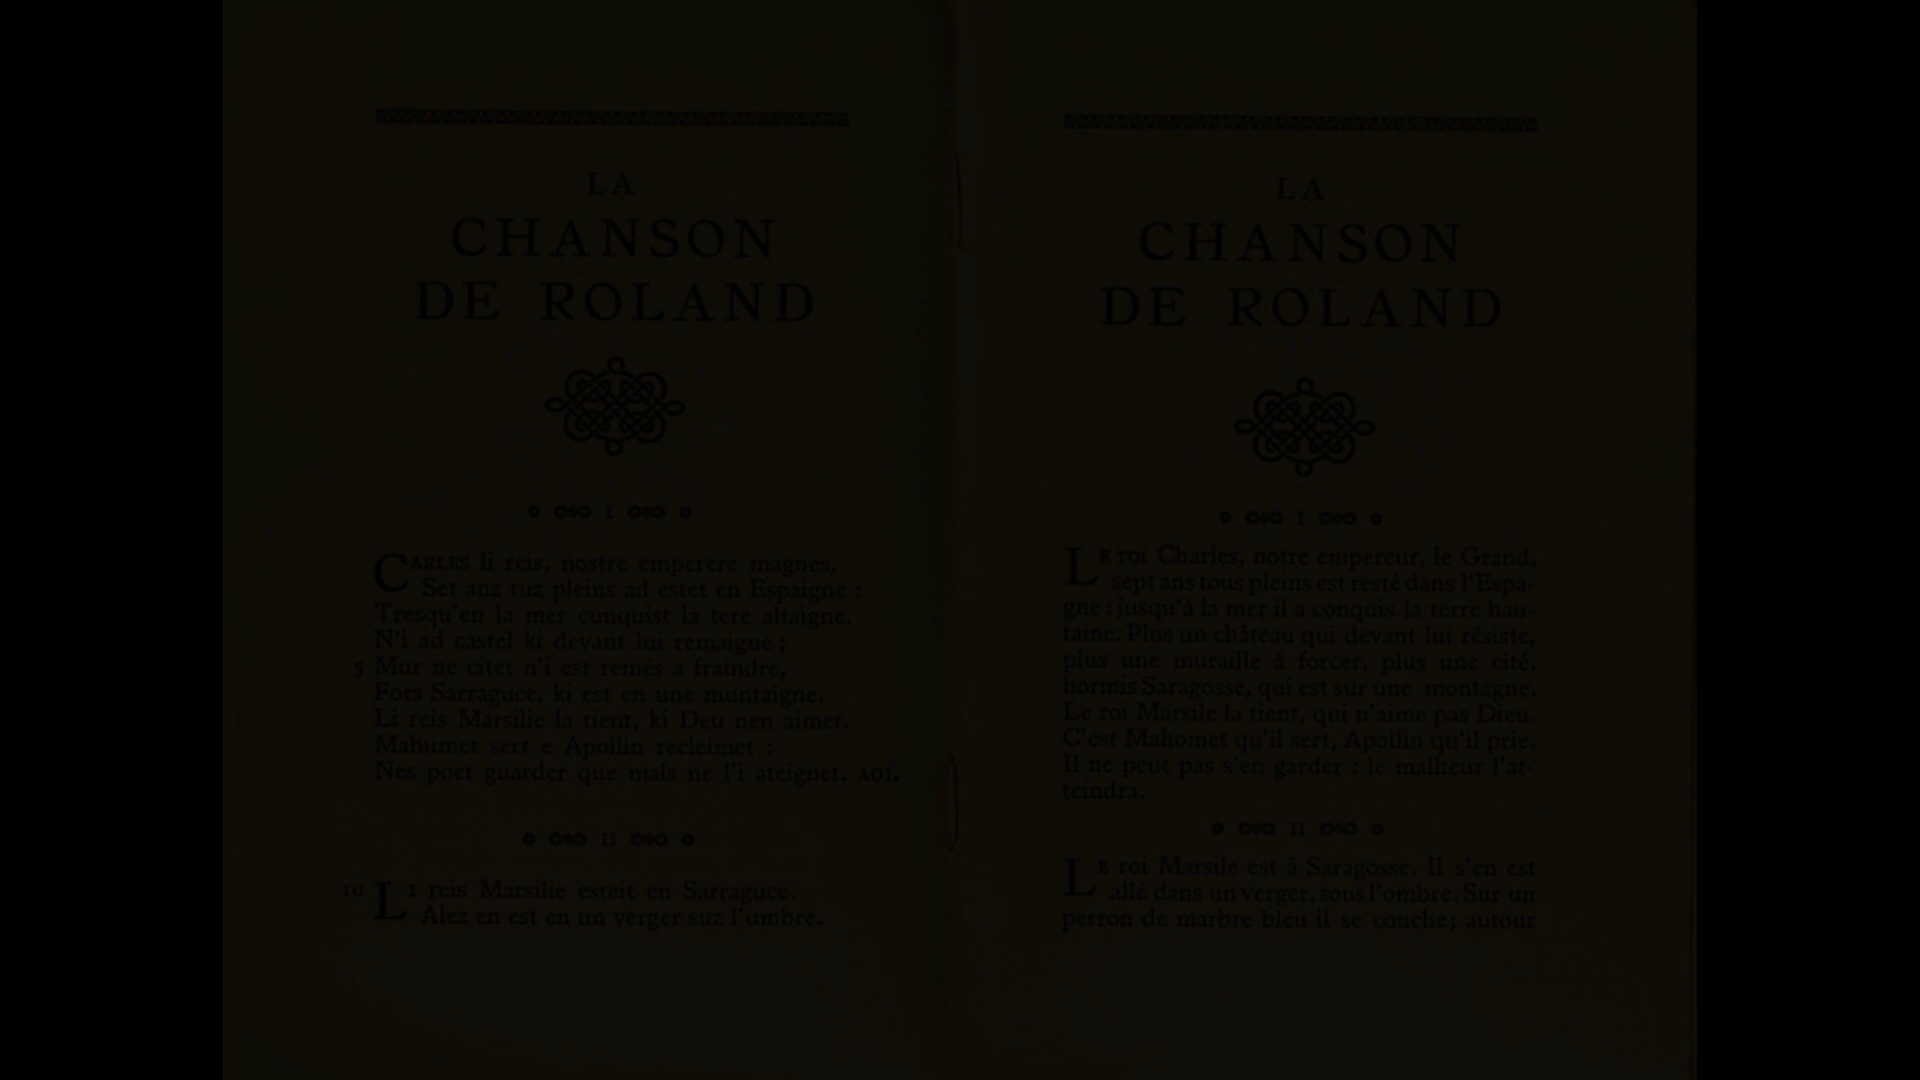 LA
CHANSON
DE ROLAND
I
CARLES li reis, nostre emperere magnes,
Set anz tuz pleins ad estet en Espaigne :
Tresqu'en la mer cunquist la tere altaigne.
N'i ad castel ki devant lui remaigne ;
5 Mur ne citet n'i est remés a fraindre,
Fors Sarraguce, ki est en une muntaigne.
Li reis Marsilie la tient, ki Deu nen aimet.
Mahumet sert e Apollin recleimet :
Nes poet guarder que mals ne l'i ateignet. AOI.
II
10 LI reis Marsilie esteit en Sarraguce.
Alez en est en un verger suz l'umbre.
LA
CHANSON
DE ROLAND
I
LE roi Charles, notre empereur, le Grand,
sept ans tous pleins est resté dans l'Espa-
gne : jusqu'à la mer il a conquis la terre hau-
taine. Plus un château qui devant lui résiste,
plus une muraille à forcer, plus une cité,
hormis Saragosse, qui est sur une montagne.
Le roi Marsile la tient, qui n'aime pas Dieu.
C'est Mahomet qu'il sert, Apollin qu'il prie.
Il ne peut pas s'en garder : le malheur l'at-
teindra.
II
LE roi Marsile est à Saragosse. Il s'en est
allé dans un verger, sous l'ombre. Sur un
perron de marbre bleu il se couche ; autour